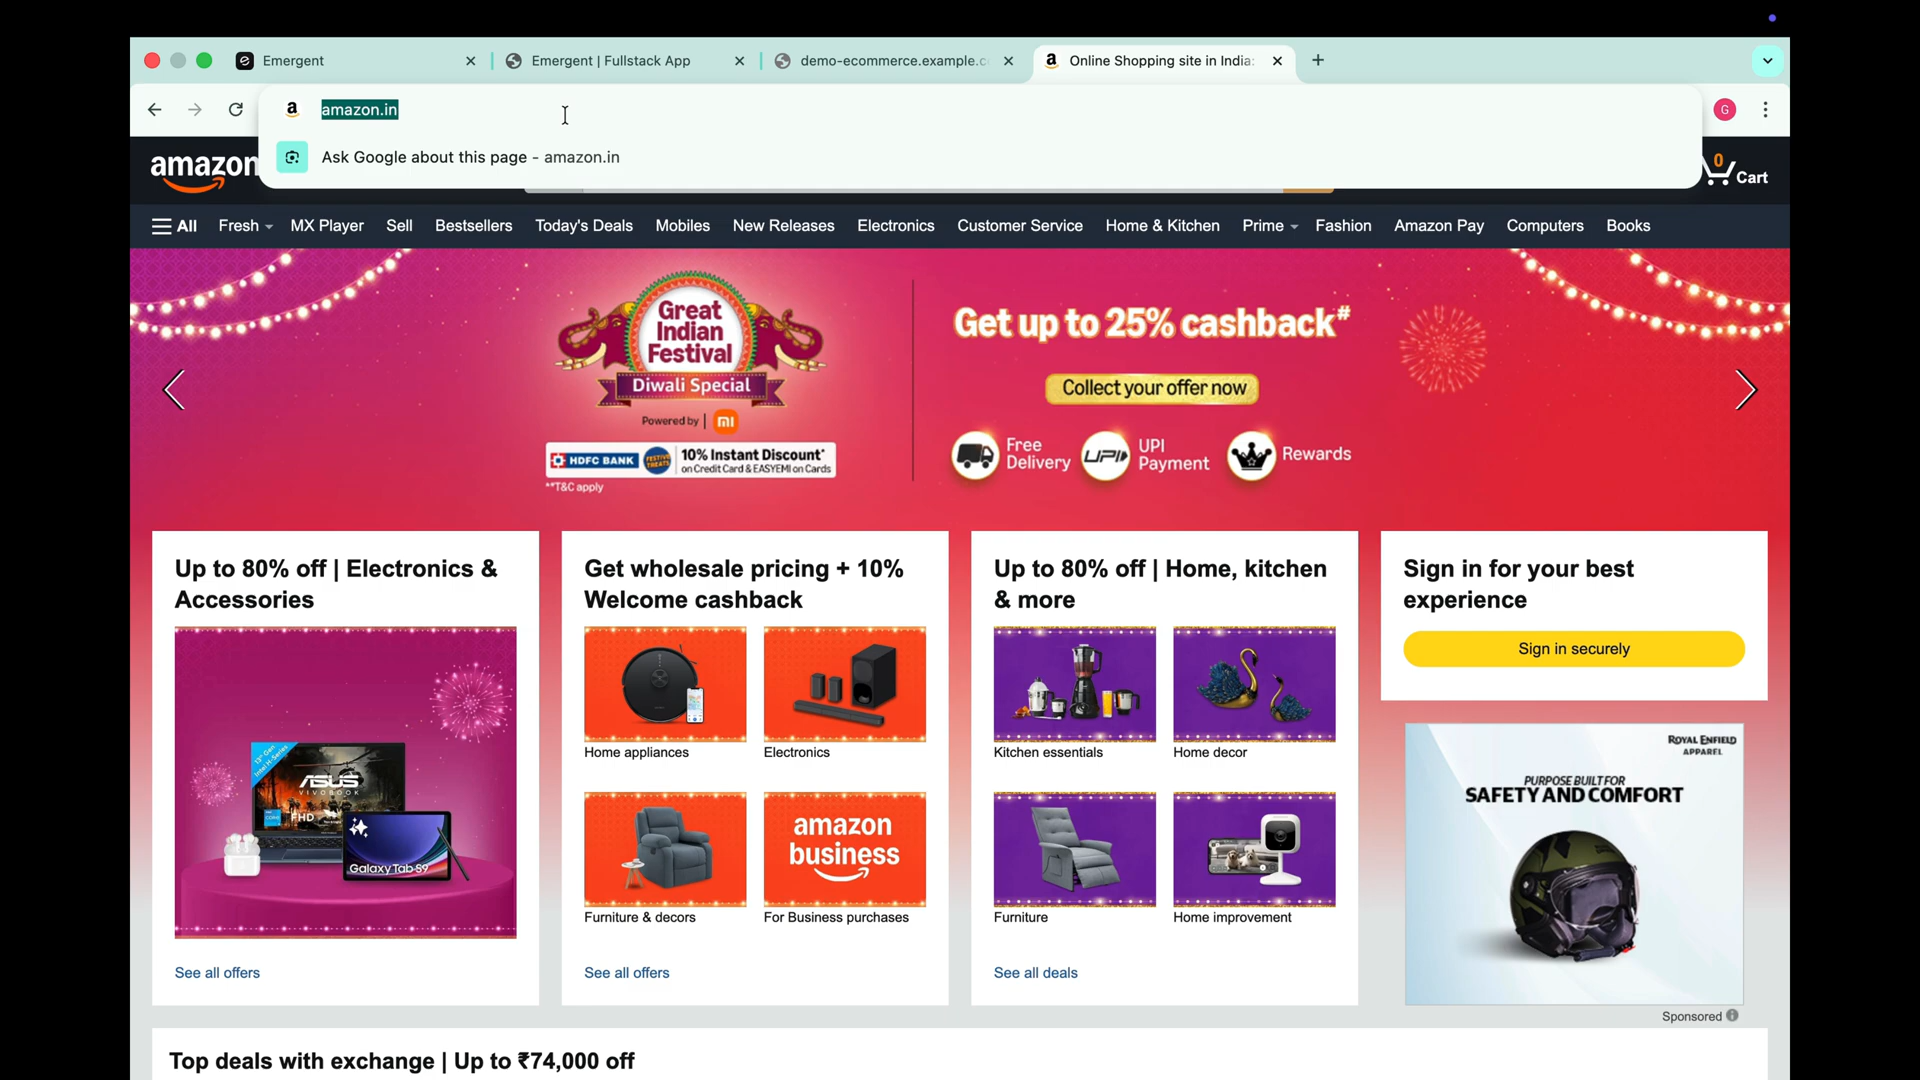 Emergent
Emergent | Fullstack App
demo-ecommerce.example.c
Online Shopping site in India:
amazon.in
G
Ask Google about this page - amazon.in
amazon
0
Cart
All
Fresh
MX Player
Sell
Bestsellers
Today's Deals
Mobiles
New Releases
Electronics
Customer Service
Home & Kitchen
Prime
Fashion
Amazon Pay
Computers
Books
Great
Indian
Festival
Diwali Special
Powered by | mi
HDFC BANK FESTIVE TREATS 10% Instant Discount*
on Credit Card & EASYEMI on Cards
*T&C apply
Get up to 25% cashback#
Collect your offer now
Free
Delivery
UPI
UPI
Payment
Rewards
Up to 80% off | Electronics &
Accessories
13th Gen
Intel H-Series
ASUS
VIVOBOOK
FHD
Galaxy Tab S9
See all offers
Get wholesale pricing + 10%
Welcome cashback
Home appliances
Electronics
amazon
business
Furniture & decors
For Business purchases
See all offers
Up to 80% off | Home, kitchen
& more
Kitchen essentials
Home decor
Furniture
Home improvement
See all deals
Sign in for your best
experience
Sign in securely
ROYAL ENFIELD
APPAREL
PURPOSE BUILT FOR
SAFETY AND COMFORT
Sponsored
Top deals with exchange | Up to ₹74,000 off